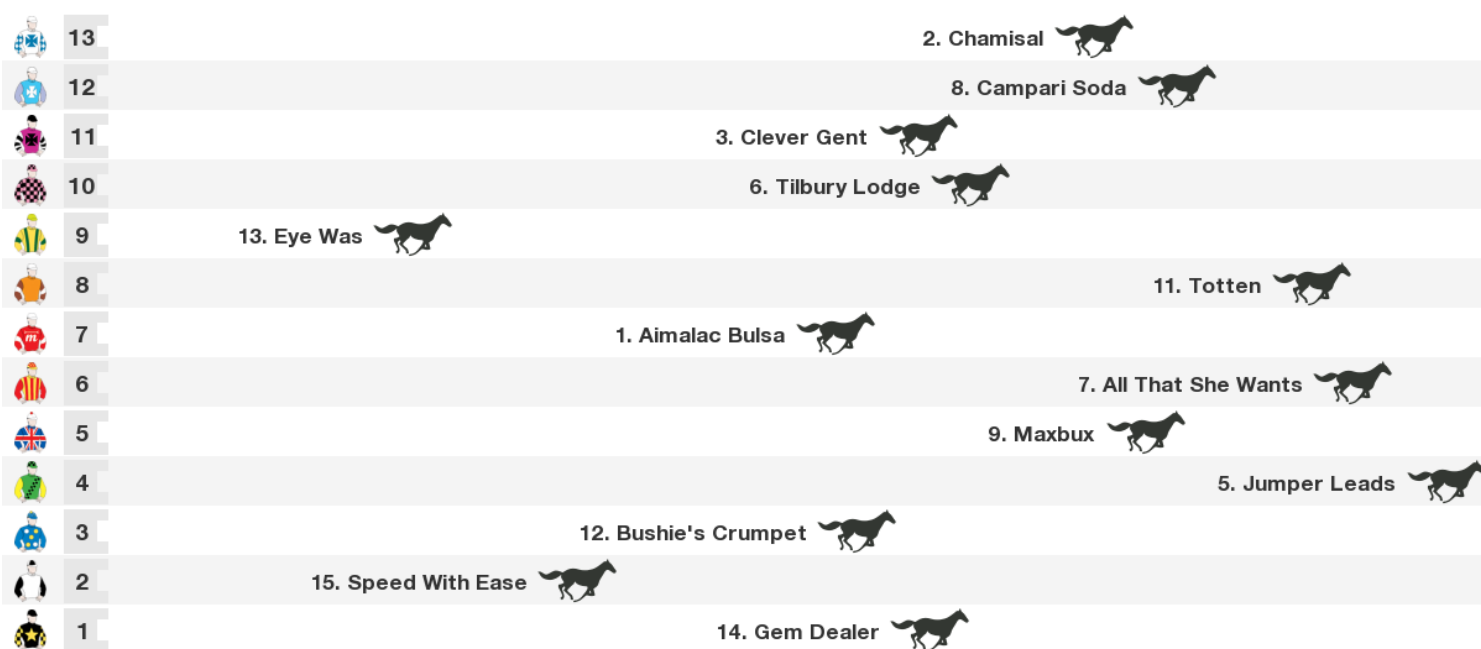 13 2. Chamisal
12 8. Campari Soda
11 3. Clever Gent
10 6. Tilbury Lodge
9 13. Eye Was
8 11. Totten
m
7 1. Aimalac Bulsa
6 7. All That She Wants
5 9. Maxbux
4 5. Jumper Leads
3 12. Bushie's Crumpet
2 15. Speed With Ease
1 14. Gem Dealer